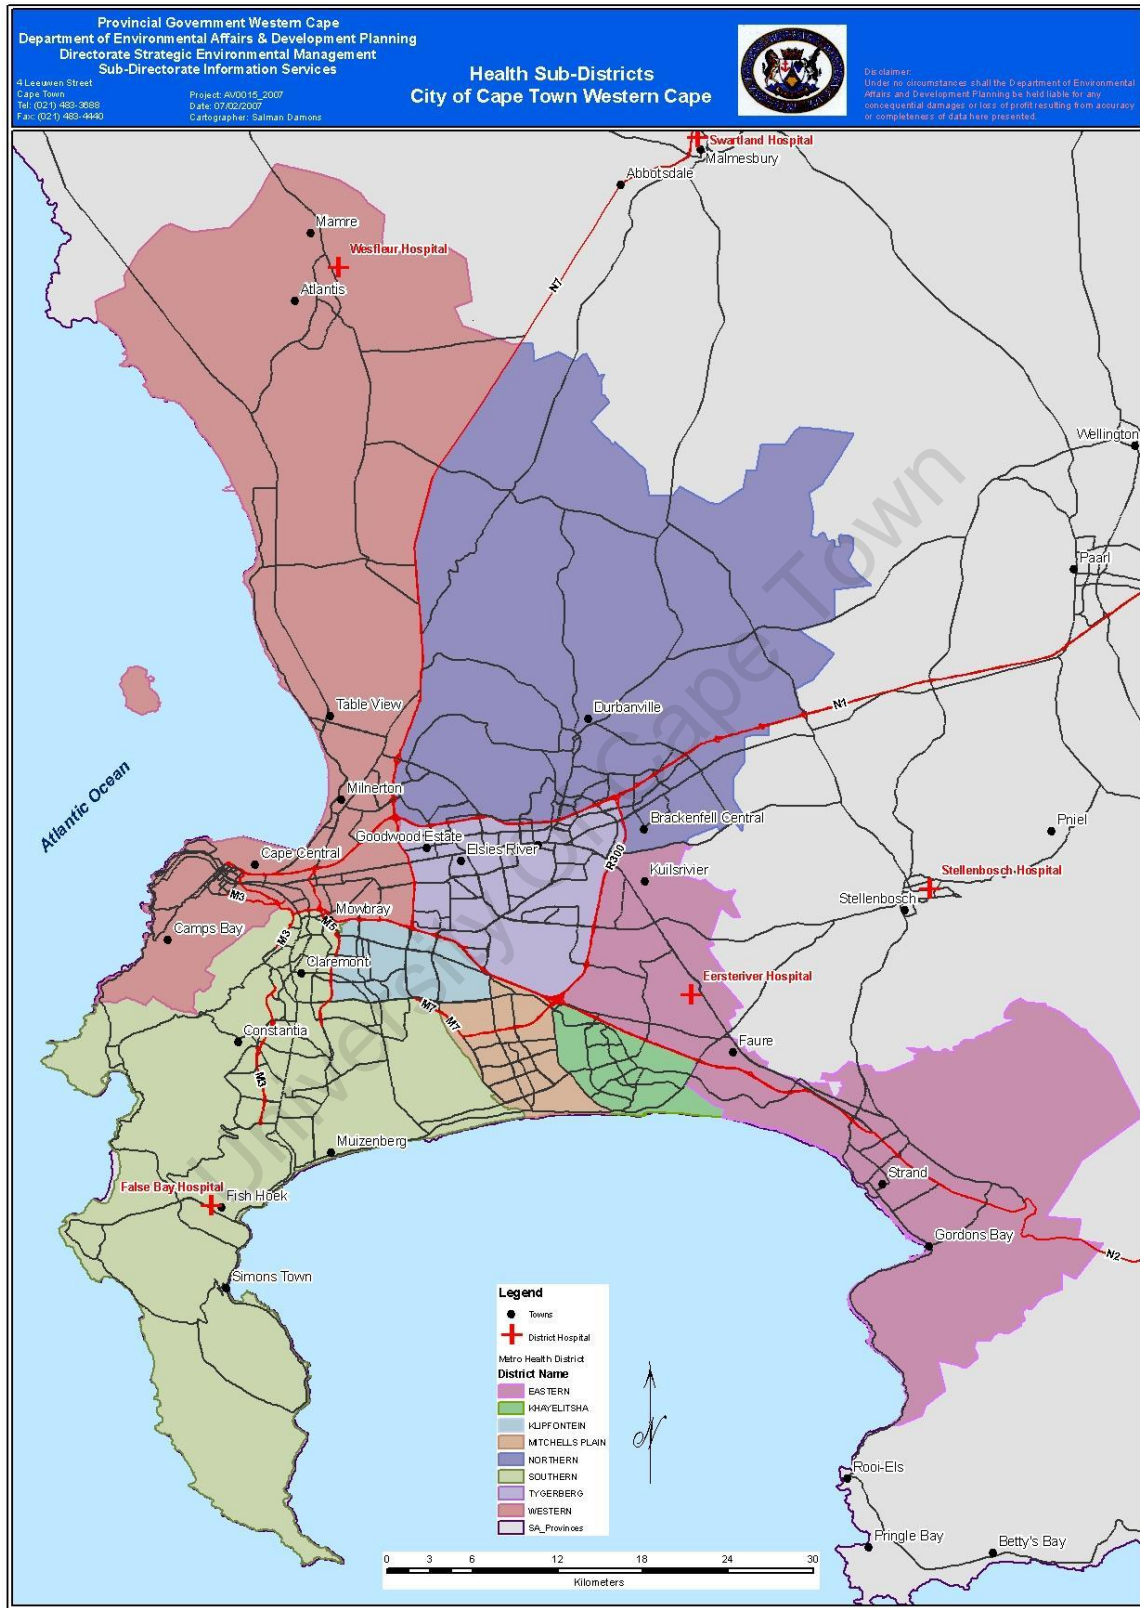 Provincial Government Western Cape
Department of Environmental Affairs & Development Planning
Directorate Strategic Environmental Management
Sub-Directorate Information Services
4 Leeuwen Street
Cape Town
Tel: (021) 483-3688
Fax: (021) 483-4440
Project: AV0015_2007
Date: 07/02/2007
Cartographer: Salman Damons
Health Sub-Districts
City of Cape Town Western Cape
Disclaimer:
Under no circumstances shall the Department of Environmental
Affairs and Development Planning be held liable for any
concequential damages or loss of profit resulting from accuracy
or completeness of data here presented.
Swartland Hospital
Malmesbury
Abbotsdale
Mamre
Wesfleur Hospital
Atlantis
N7
Wellington
Paarl
Table View
Durbanville
N1
Atlantic Ocean
Milnerton
Goodwood Estate
Brackenfell Central
Pniel
Elsies River
Cape Central
R300
Kuilsrivier
Stellenbosch Hospital
Stellenbosch
M3
Mowbray
M5
Camps Bay
M3
Claremont
Eersteriver Hospital
M7
M7
Constantia
Faure
M3
Muizenberg
Strand
False Bay Hospital
Fish Hoek
Gordons Bay
N2
Simons Town
Legend
Towns
District Hospital
Metro Health District
District Name
EASTERN
KHAYELITSHA
KLIPFONTEIN
MITCHELLS PLAIN
NORTHERN
SOUTHERN
TYGERBERG
WESTERN
SA_Provinces
N
Rooi-Els
Pringle Bay
Betty's Bay
0 3 6 12 18 24 30
Kilometers
University of Cape Town